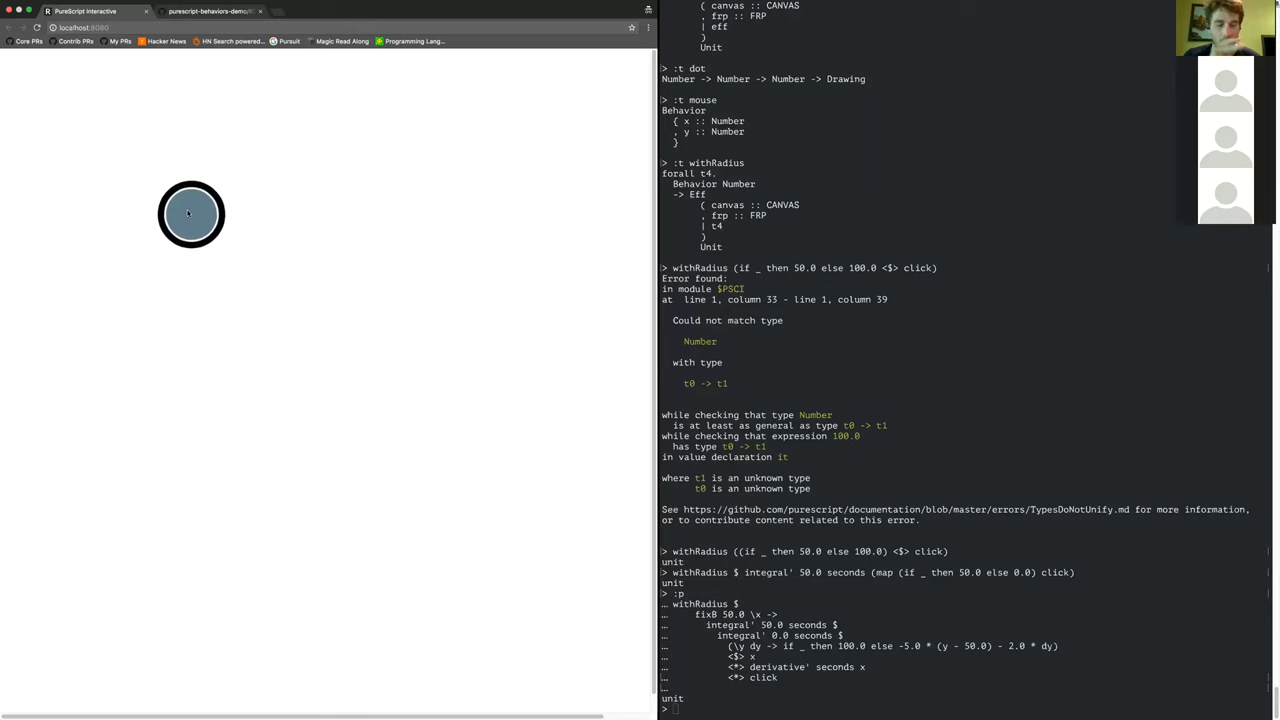 PureScript Interactive
purescript-behaviors-demo/R
localhost:8080
Core PRs
Contrib PRs
My PRs
Hacker News
HN Search powered...
Pursuit
Magic Read Along
Programming Lang...
( canvas :: CANVAS
, frp :: FRP
| eff
)
Unit
> :t dot
Number -> Number -> Number -> Drawing
> :t mouse
Behavior
{ x :: Number
, y :: Number
}
> :t withRadius
forall t4.
Behavior Number
-> Eff
( canvas :: CANVAS
, frp :: FRP
| t4
)
Unit
> withRadius (if _ then 50.0 else 100.0 <$> click)
Error found:
in module $PSCI
at line 1, column 33 - line 1, column 39
Could not match type
Number
with type
t0 -> t1
while checking that type Number
is at least as general as type t0 -> t1
while checking that expression 100.0
has type t0 -> t1
in value declaration it
where t1 is an unknown type
t0 is an unknown type
See https://github.com/purescript/documentation/blob/master/errors/TypesDoNotUnify.md for more information,
or to contribute content related to this error.
> withRadius ((if _ then 50.0 else 100.0) <$> click)
unit
> withRadius $ integral' 50.0 seconds (map (if _ then 50.0 else 0.0) click)
unit
> :p
… withRadius $
… fixB 50.0 \x ->
… integral' 50.0 seconds $
… integral' 0.0 seconds $
… (\y dy -> if _ then 100.0 else -5.0 * (y - 50.0) - 2.0 * dy)
… <$> x
… <*> derivative' seconds x
… <*> click
…
unit
>